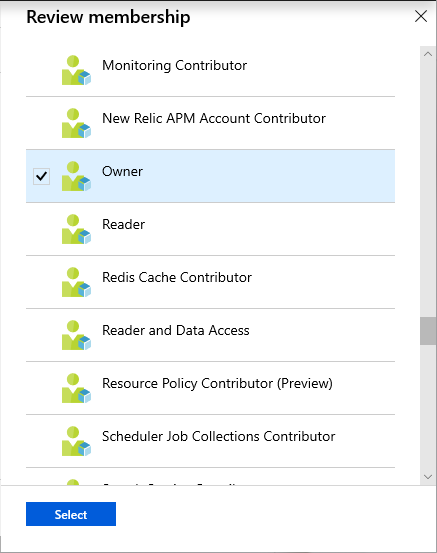 Review membership
Monitoring Contributor
New Relic APM Account Contributor
Owner
Reader
Redis Cache Contributor
Reader and Data Access
Resource Policy Contributor (Preview)
Scheduler Job Collections Contributor
Select